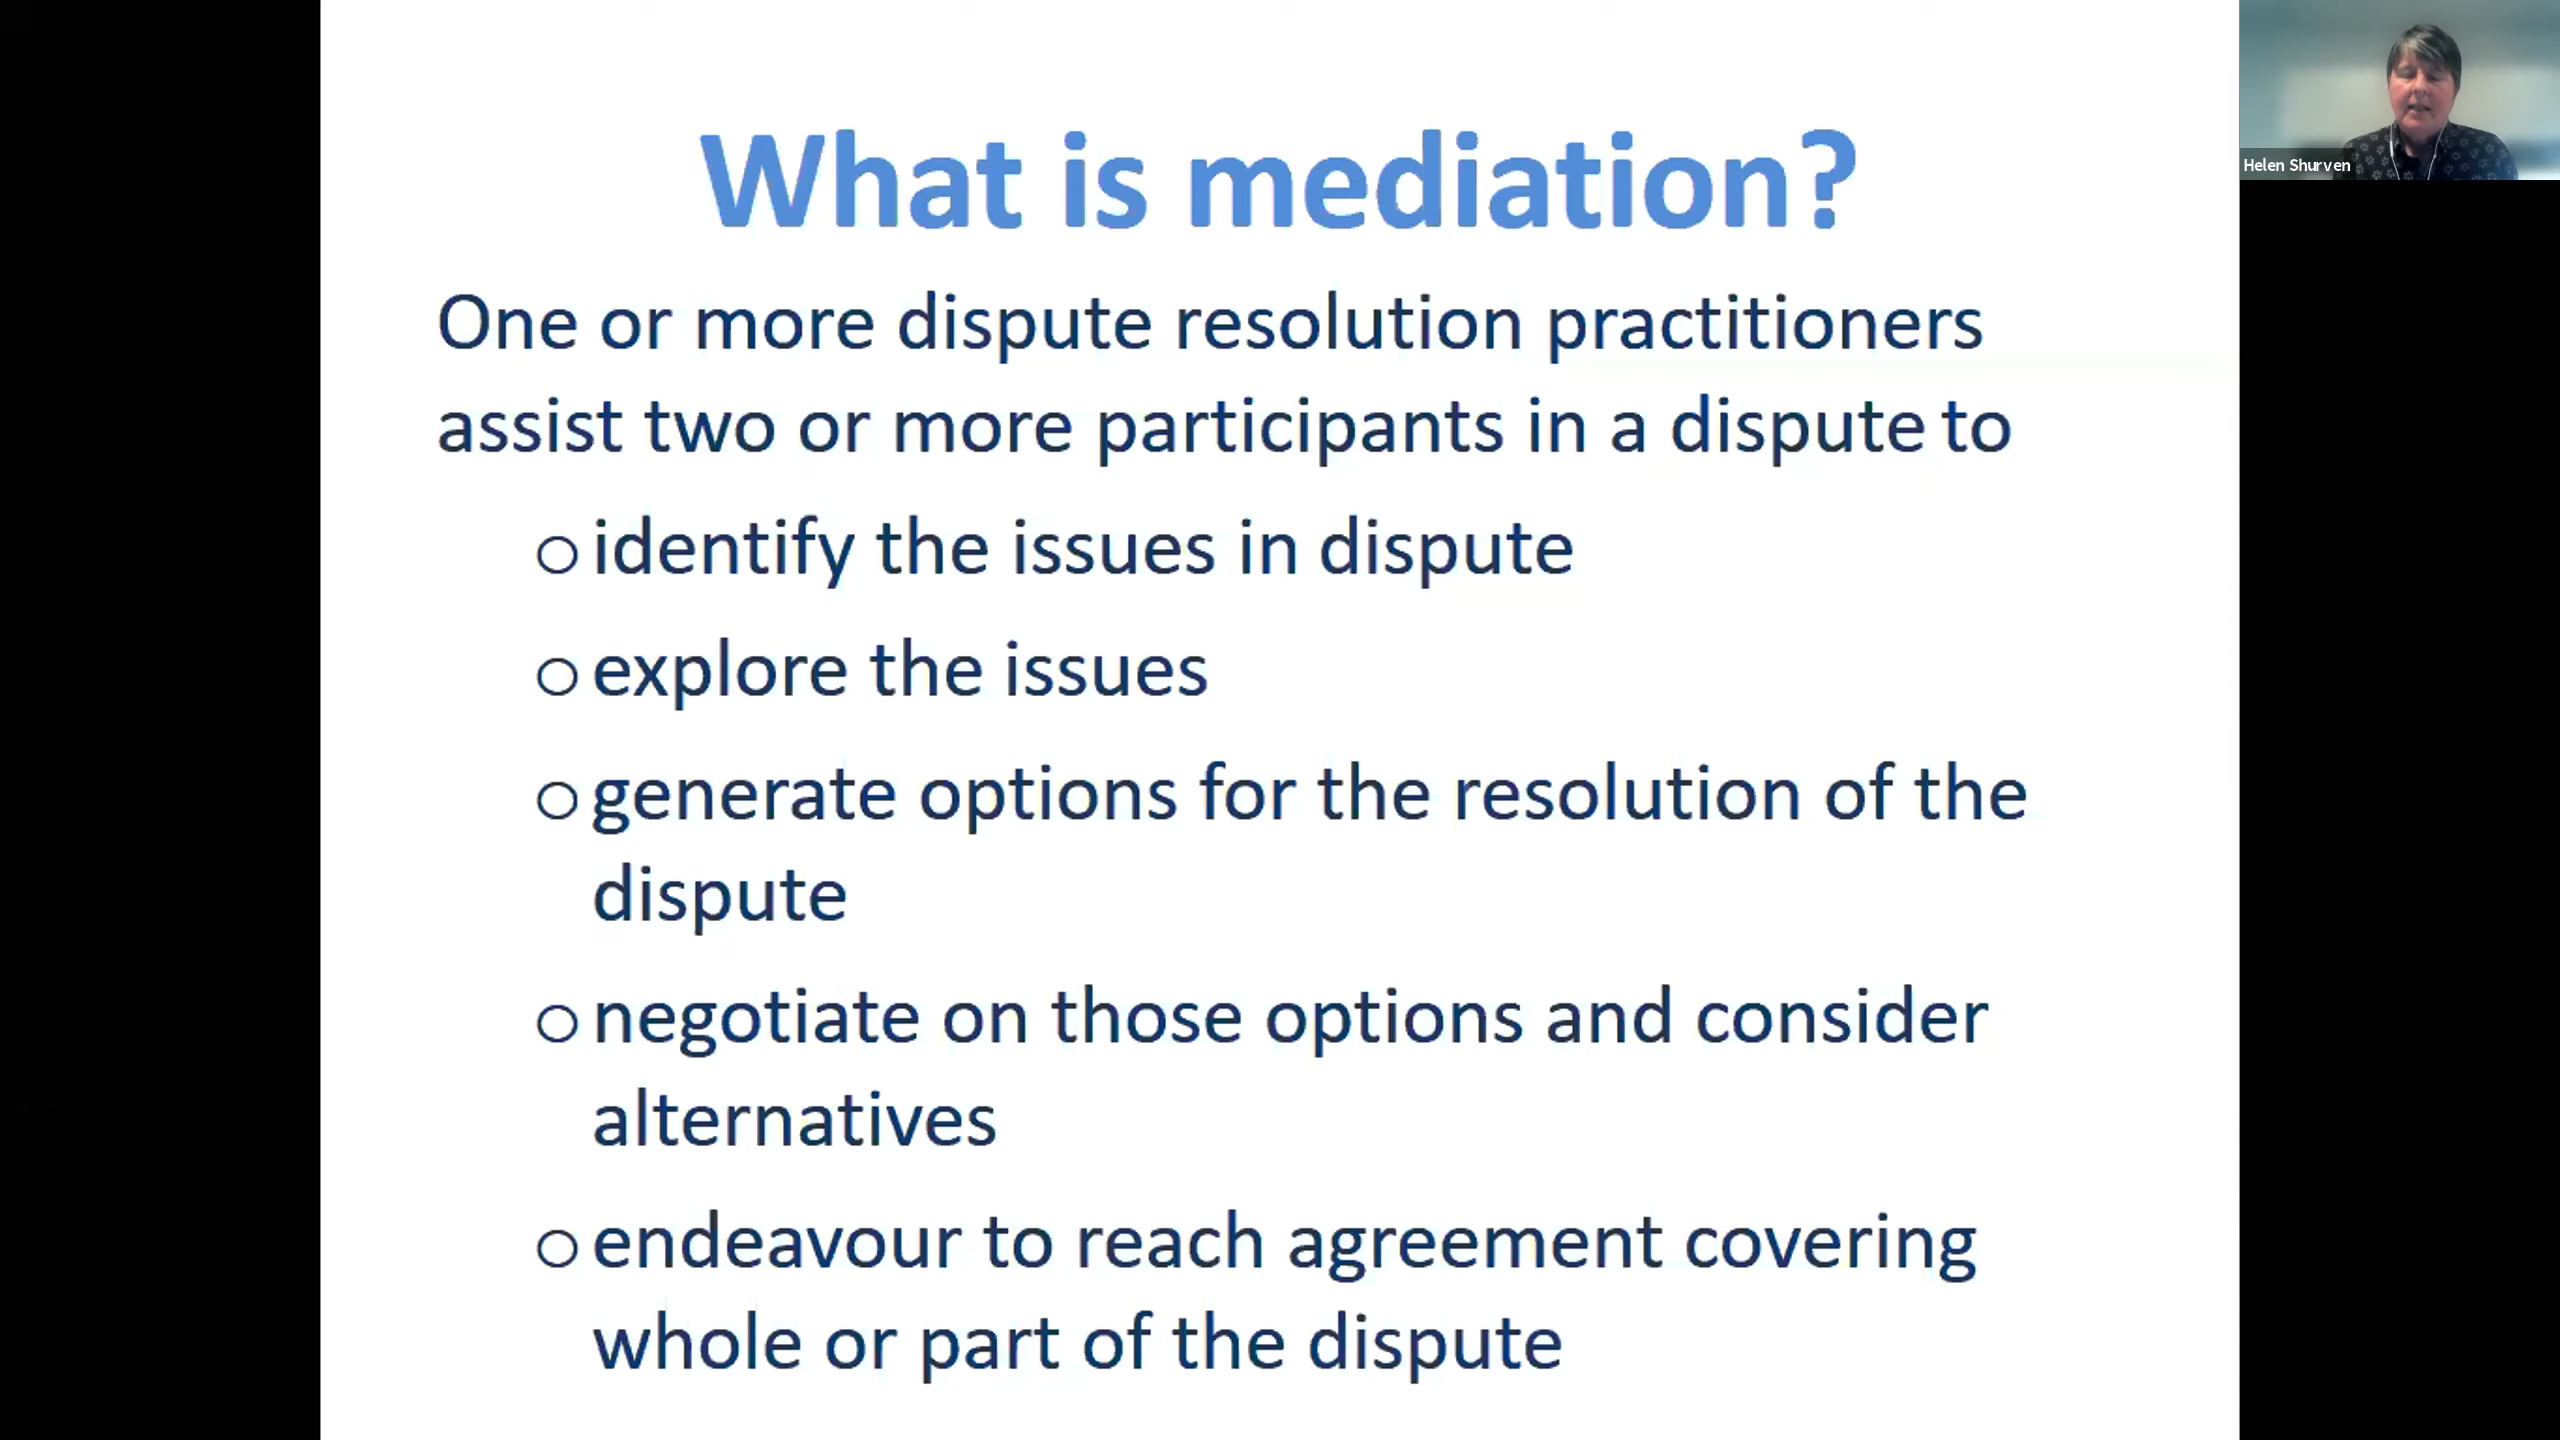 What is mediation?
Helen Shurven
One or more dispute resolution practitioners
assist two or more participants in a dispute to
o identify the issues in dispute
o explore the issues
o generate options for the resolution of the
dispute
o negotiate on those options and consider
alternatives
o endeavour to reach agreement covering
whole or part of the dispute